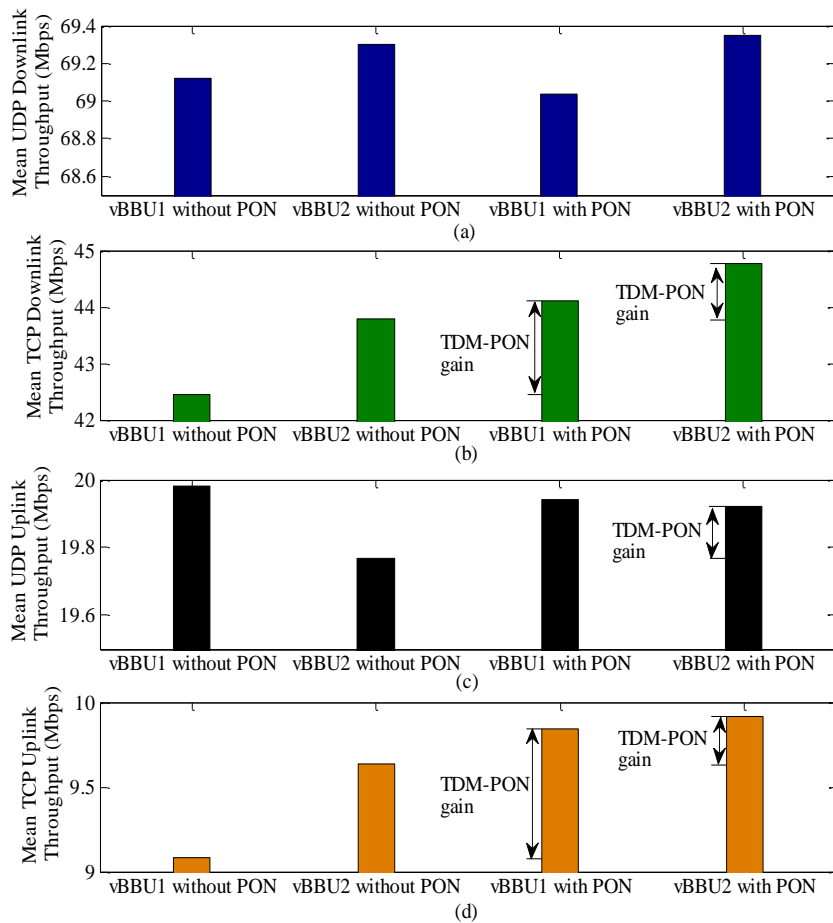 Mean UDP Downlink
Throughput (Mbps)
69.4
69.2
69
68.8
68.6
vBBU1 without PON
vBBU2 without PON
vBBU1 with PON
vBBU2 with PON
(a)
Mean TCP Downlink
Throughput (Mbps)
45
44
43
42
TDM-PON
gain
TDM-PON
gain
vBBU1 without PON
vBBU2 without PON
vBBU1 with PON
vBBU2 with PON
(b)
Mean UDP Uplink
Throughput (Mbps)
20
19.8
19.6
TDM-PON
gain
vBBU1 without PON
vBBU2 without PON
vBBU1 with PON
vBBU2 with PON
(c)
Mean TCP Uplink
Throughput (Mbps)
10
9.5
9
TDM-PON
gain
TDM-PON
gain
vBBU1 without PON
vBBU2 without PON
vBBU1 with PON
vBBU2 with PON
(d)